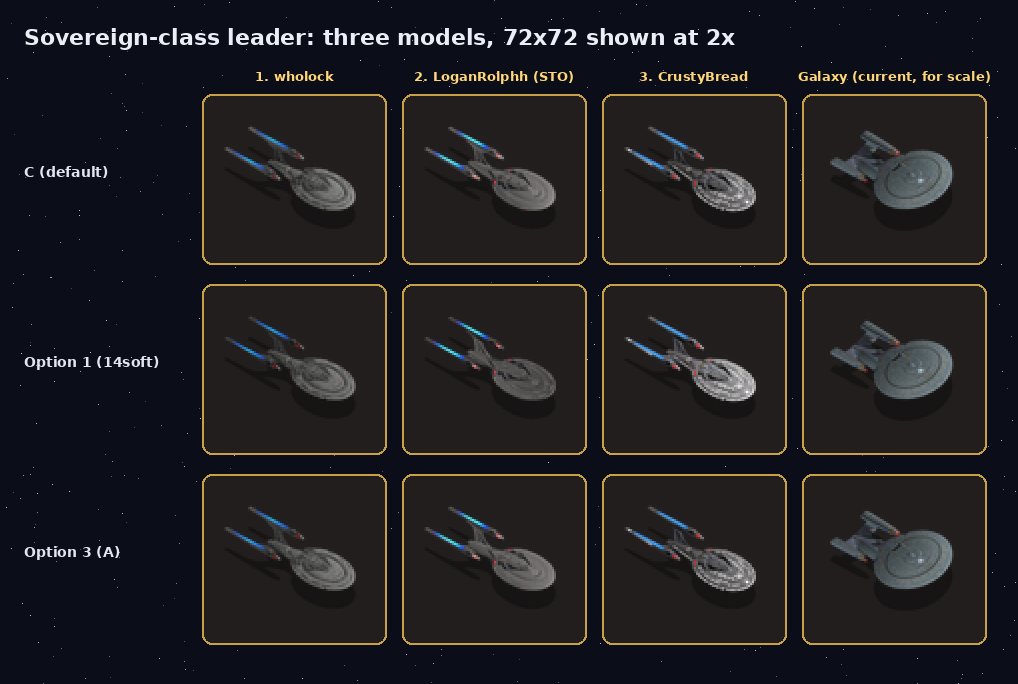 Sovereign-class leader: three models, 72x72 shown at 2x
1. wholock
2. LoganRolphh (STO)
3. CrustyBread
Galaxy (current, for scale)
C (default)
Option 1 (14soft)
Option 3 (A)